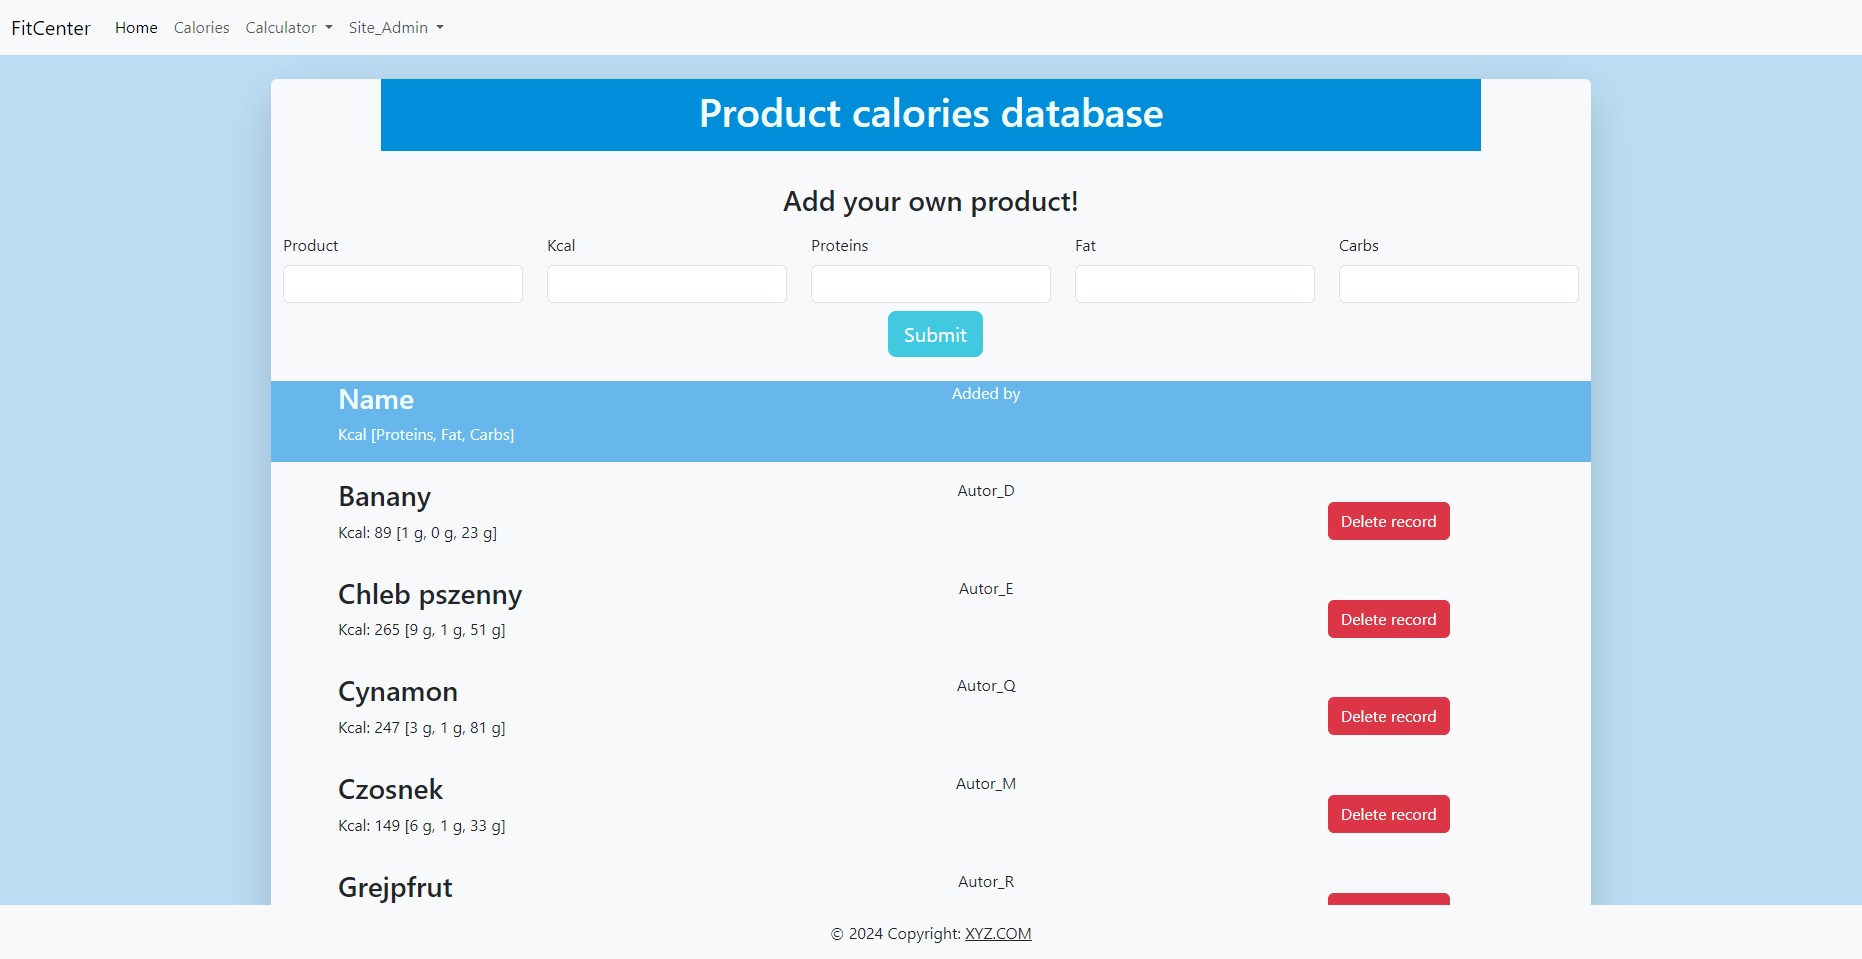 FitCenter Home Calories Calculator Site_Admin
Product calories database
Add your own product!
Product Kcal Proteins Fat Carbs
Submit
Name Added by
Kcal [Proteins, Fat, Carbs]
Banany Autor_D
Kcal: 89 [1 g, 0 g, 23 g]
Delete record
Chleb pszenny Autor_E
Kcal: 265 [9 g, 1 g, 51 g]
Delete record
Cynamon Autor_Q
Kcal: 247 [3 g, 1 g, 81 g]
Delete record
Czosnek Autor_M
Kcal: 149 [6 g, 1 g, 33 g]
Delete record
Grejpfrut Autor_R
© 2024 Copyright: XYZ.COM